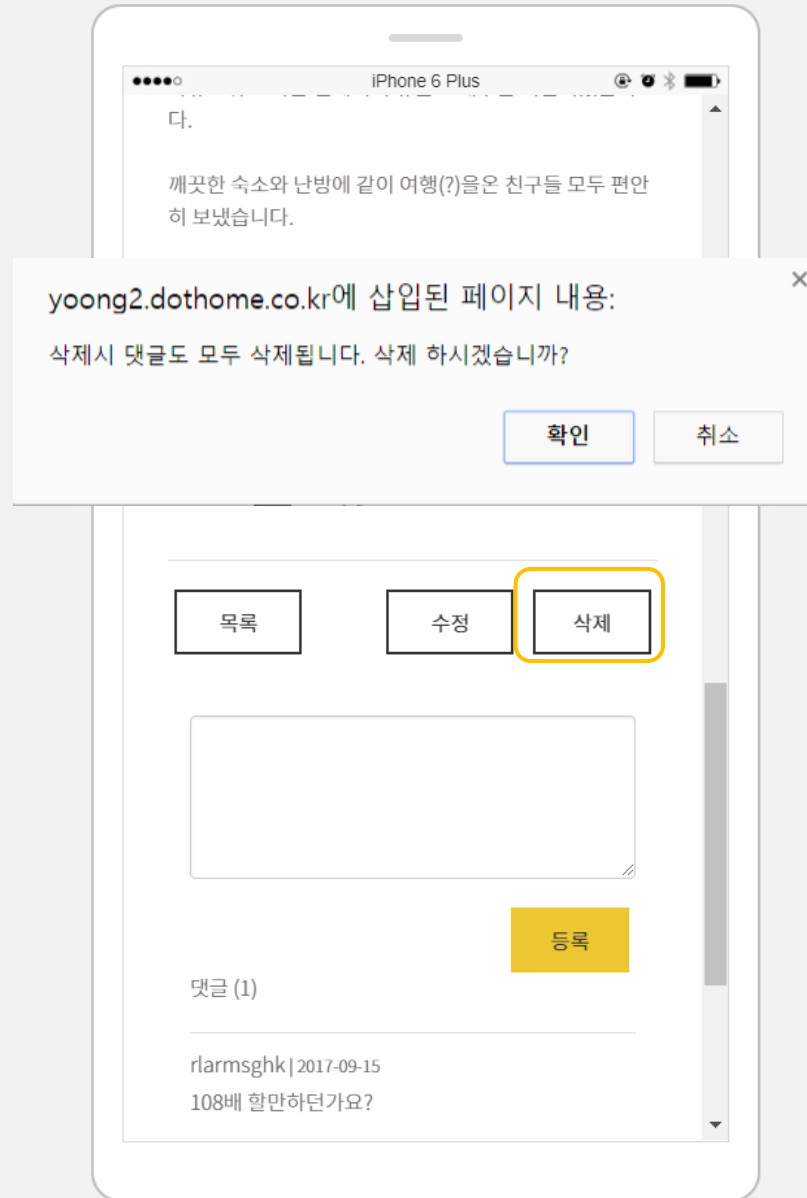 iPhone 6 Plus
다.
깨끗한 숙소와 난방에 같이 여행(?)을온 친구들 모두 편안
히 보냈습니다.
yoong2.dothome.co.kr에 삽입된 페이지 내용:
삭제시 댓글도 모두 삭제됩니다. 삭제 하시겠습니까?
확인
취소
목록
수정
삭제
등록
댓글 (1)
rlarmsghk | 2017-09-15
108배 할만하던가요?